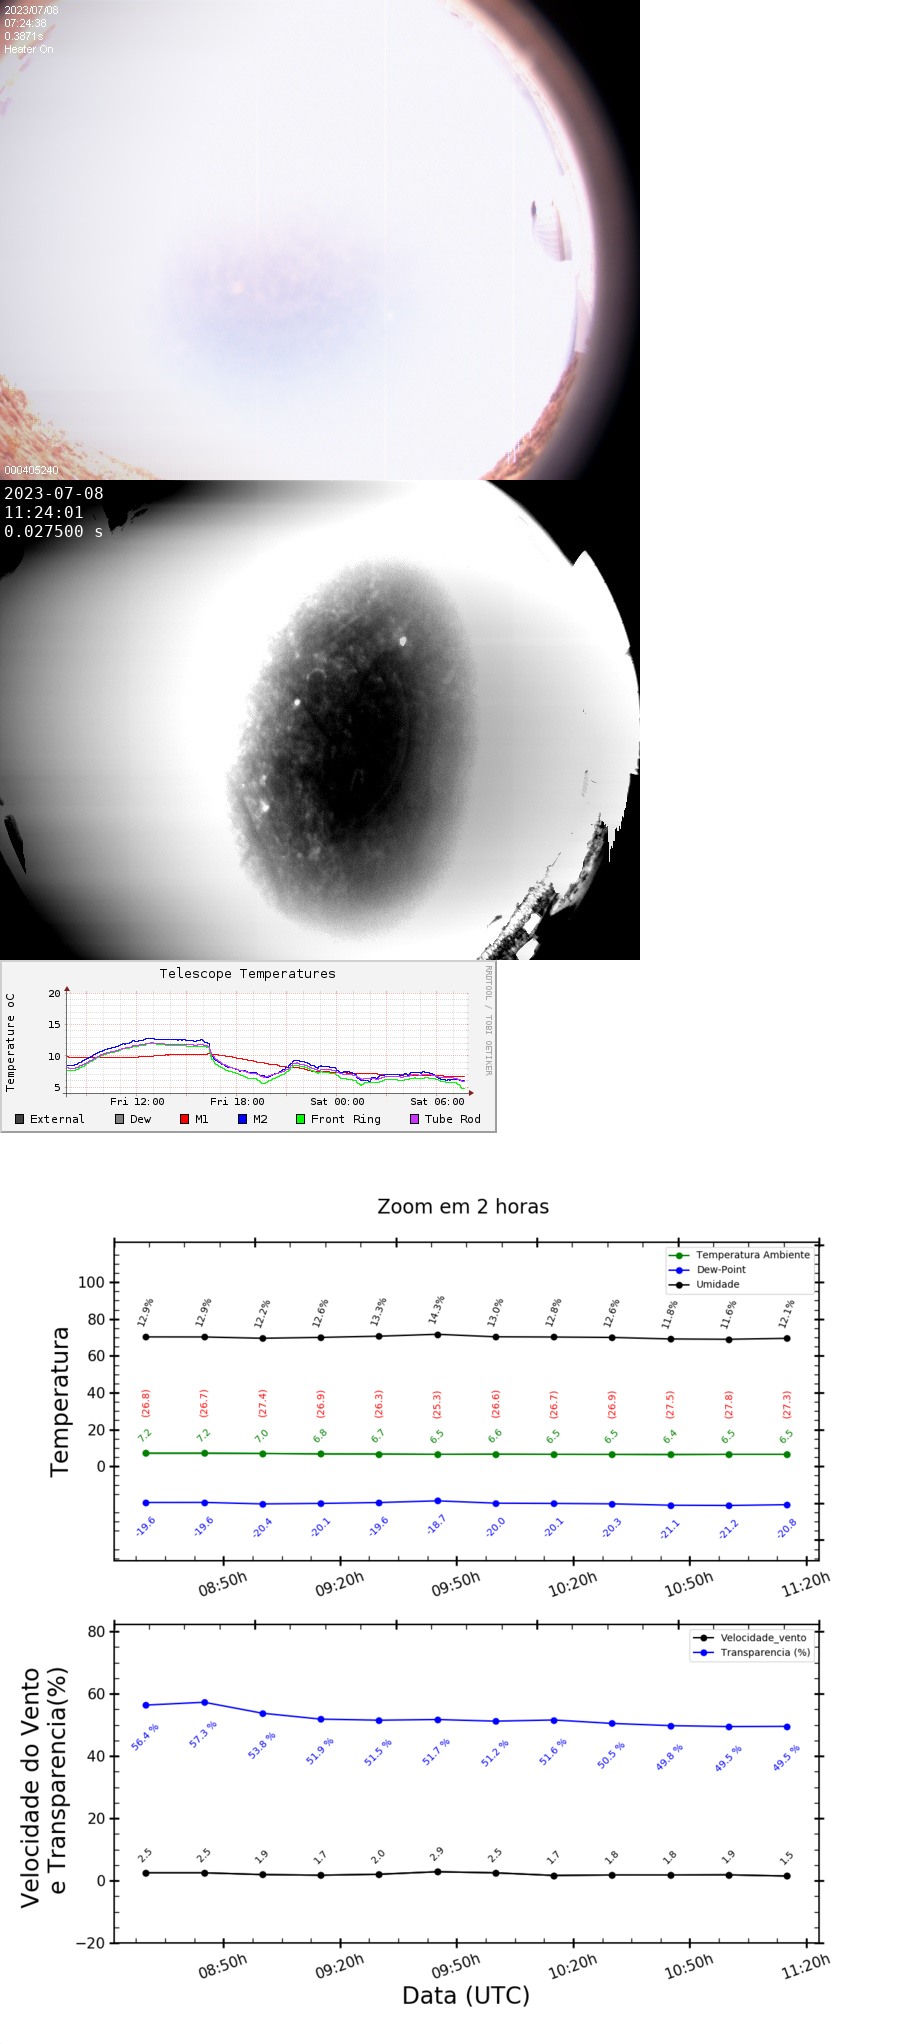 2023/07/08
07:24:38
0.3871s
Heater On
000405240
2023-07-08
11:24:01
0.027500 s
Telescope Temperatures
RRDTOOL / TOBI OETIKER
Temperature oC
20
15
10
5
Fri 12:00 Fri 18:00 Sat 00:00 Sat 06:00
External Dew M1 M2 Front Ring Tube Rod
Zoom em 2 horas
Temperatura Ambiente
Dew-Point
Umidade
Temperatura
100
80
60
40
20
0
12.9% 12.9% 12.2% 12.6% 13.3% 14.3% 13.0% 12.8% 12.6% 11.8% 11.6% 12.1%
(26.8) (26.7) (27.4) (26.9) (26.3) (25.3) (26.6) (26.7) (26.9) (27.5) (27.8) (27.3)
7.2 7.2 7.0 6.8 6.7 6.5 6.6 6.5 6.5 6.4 6.5 6.5
-19.6 -19.6 -20.4 -20.1 -19.6 -18.7 -20.0 -20.1 -20.3 -21.1 -21.2 -20.8
08:50h 09:20h 09:50h 10:20h 10:50h 11:20h
Velocidade_vento
Transparencia (%)
Velocidade do Vento
e Transparencia(%)
80
60
40
20
0
−20
56.4 % 57.3 % 53.8 % 51.9 % 51.5 % 51.7 % 51.2 % 51.6 % 50.5 % 49.8 % 49.5 % 49.5 %
2.5 2.5 1.9 1.7 2.0 2.9 2.5 1.7 1.8 1.8 1.9 1.5
08:50h 09:20h 09:50h 10:20h 10:50h 11:20h
Data (UTC)